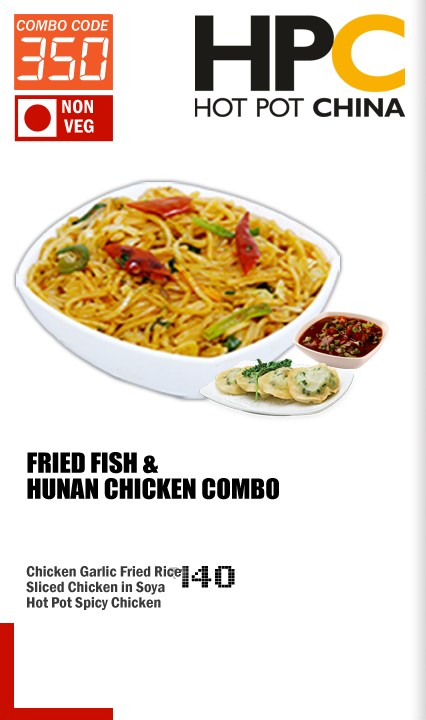 COMBO CODE
350
NON
VEG
HPC
HOT POT CHINA
FRIED FISH &
HUNAN CHICKEN COMBO
Chicken Garlic Fried Rice
140
Sliced Chicken in Soya
Hot Pot Spicy Chicken